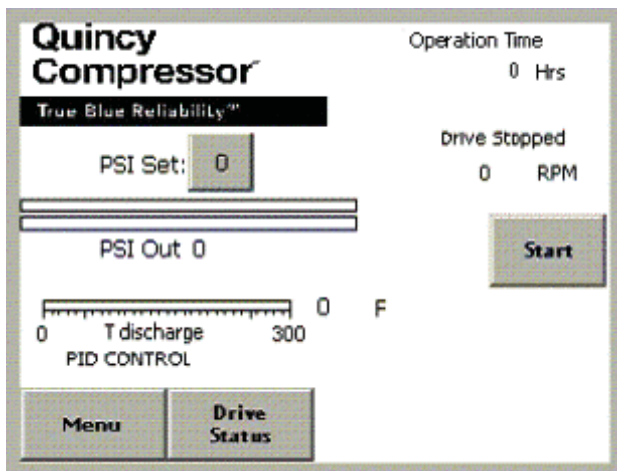 Quincy
Compressor
True Blue Reliability℠
Operation Time
0 Hrs
Drive Stopped
0 RPM
PSI Set: 0
PSI Out 0
Start
0 T discharge 300
0 F
PID CONTROL
Menu
Drive
Status